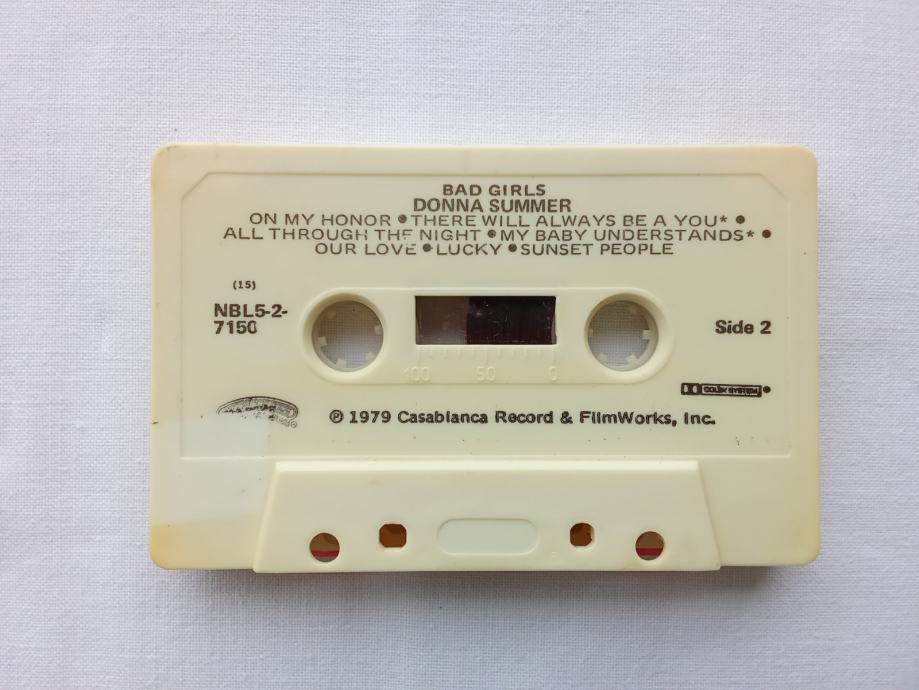 BAD GIRLS
DONNA SUMMER
ON MY HONOR • THERE WILL ALWAYS BE A YOU* •
ALL THROUGH THE NIGHT • MY BABY UNDERSTANDS* •
OUR LOVE • LUCKY • SUNSET PEOPLE
(15)
NBL5-2-
7150
Side 2
100 50 0
DOLBY SYSTEM
℗ 1979 Casablanca Record & FilmWorks, Inc.